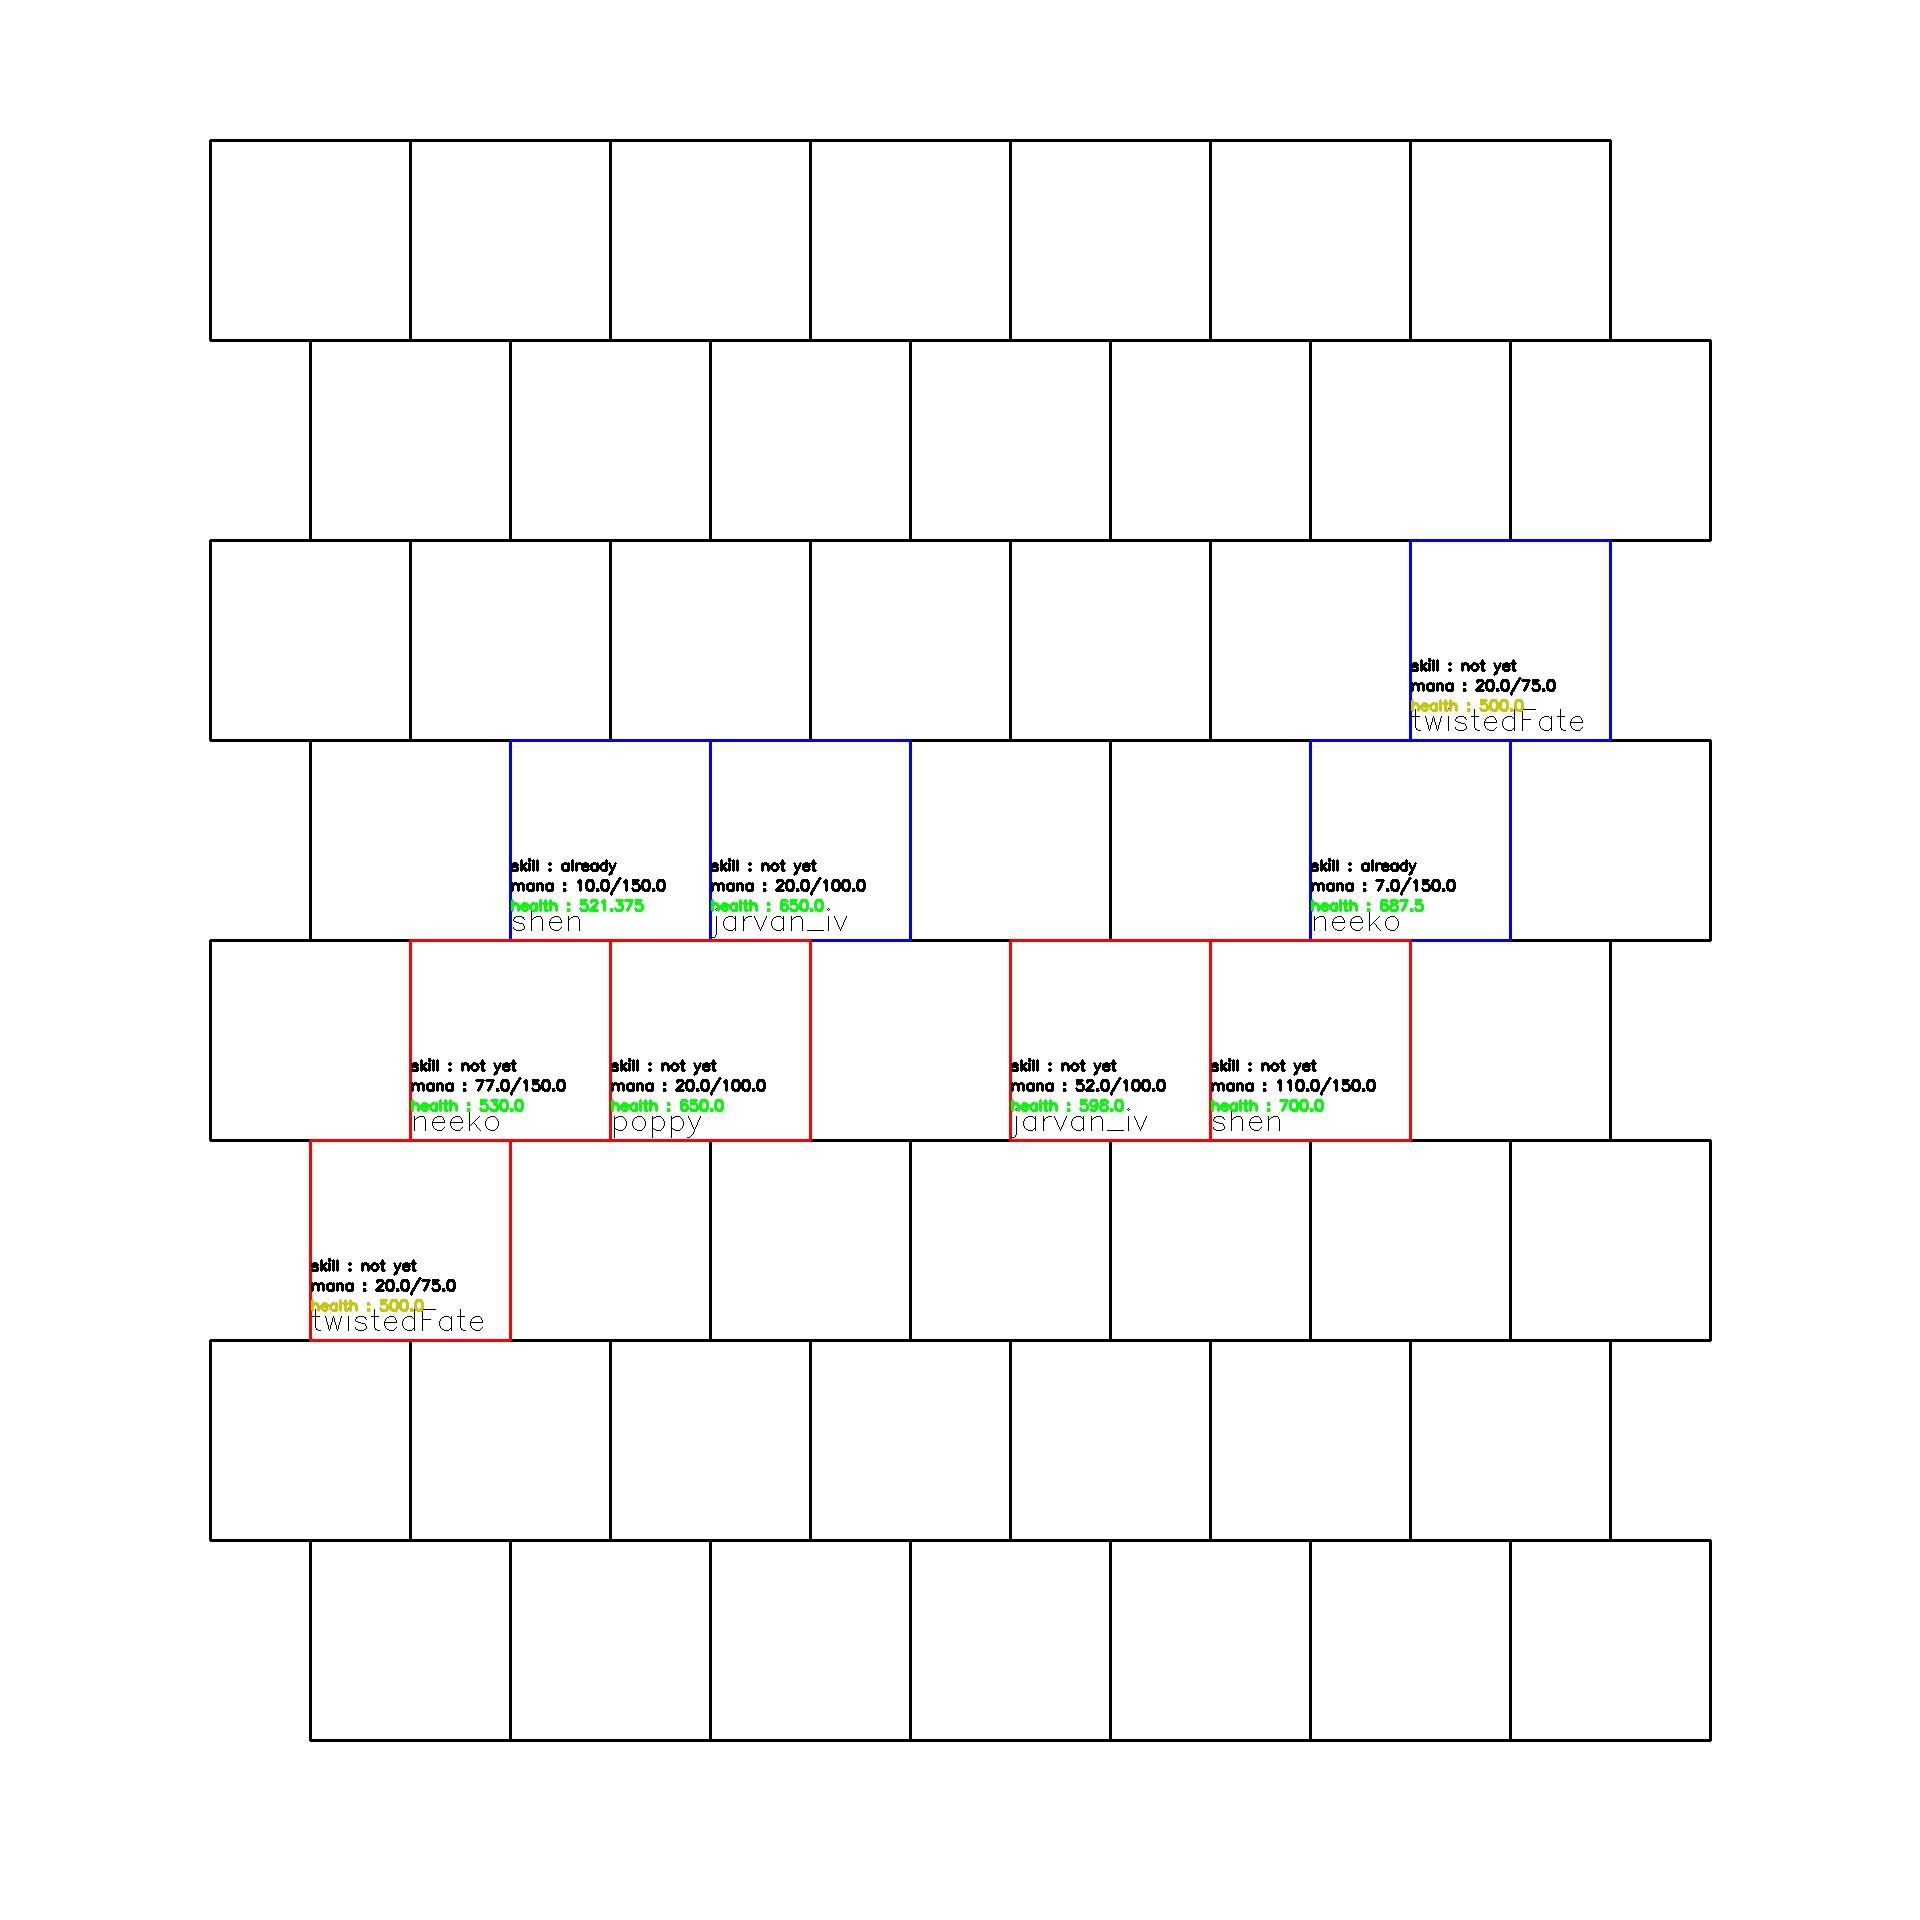 skill : not yet
mana : 20.0/75.0
health : 500.0
twistedFate
skill : already
mana : 10.0/150.0
health : 521.375
shen
skill : not yet
mana : 20.0/100.0
health : 650.0
jarvan_iv
skill : already
mana : 7.0/150.0
health : 687.5
neeko
skill : not yet
mana : 77.0/150.0
health : 530.0
neeko
skill : not yet
mana : 20.0/100.0
health : 650.0
poppy
skill : not yet
mana : 52.0/100.0
health : 598.0
jarvan_iv
skill : not yet
mana : 110.0/150.0
health : 700.0
shen
skill : not yet
mana : 20.0/75.0
health : 500.0
twistedFate